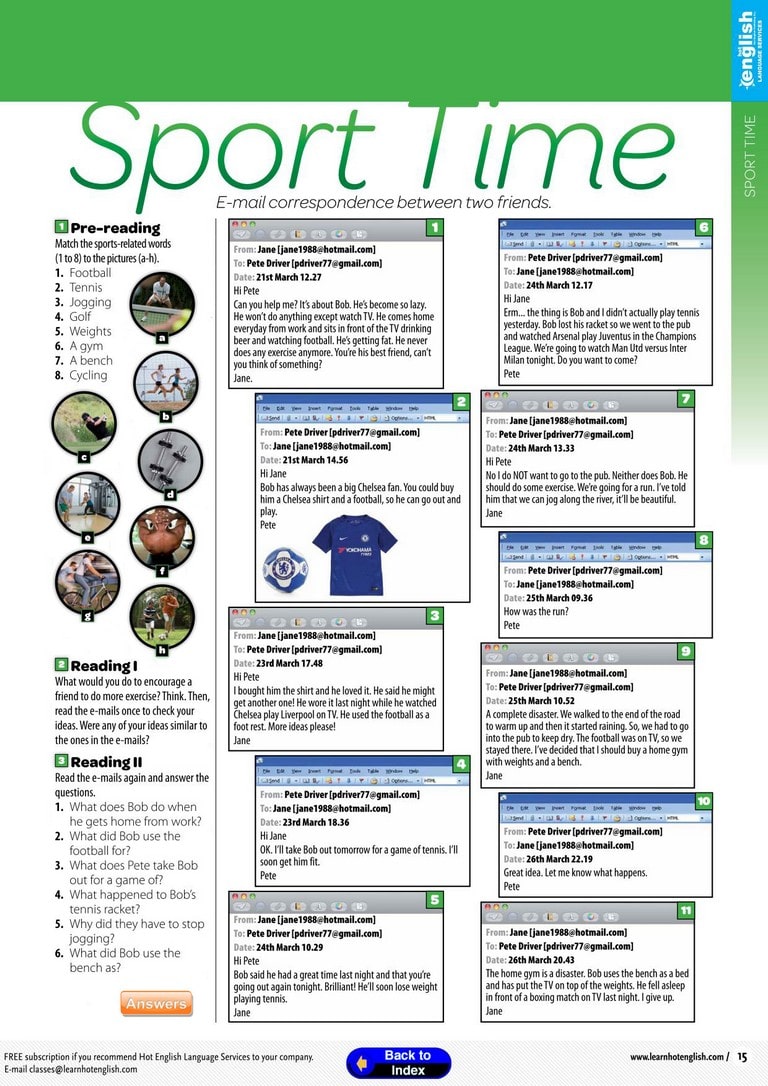 hot
english
LANGUAGE SERVICES
SPORT TIME
Sport Time
E-mail correspondence between two friends.
1 Pre-reading
Match the sports-related words
(1 to 8) to the pictures (a-h).
1. Football
2. Tennis
3. Jogging
4. Golf
5. Weights
6. A gym
7. A bench
8. Cycling
a
b
c
d
e
f
g
h
2 Reading I
What would you do to encourage a
friend to do more exercise? Think. Then,
read the e-mails once to check your
ideas. Were any of your ideas similar to
the ones in the e-mails?
3 Reading II
Read the e-mails again and answer the
questions.
1. What does Bob do when
he gets home from work?
2. What did Bob use the
football for?
3. What does Pete take Bob
out for a game of?
4. What happened to Bob's
tennis racket?
5. Why did they have to stop
jogging?
6. What did Bob use the
bench as?
Answers
1
From: Jane [jane1988@hotmail.com]
To: Pete Driver [pdriver77@gmail.com]
Date: 21st March 12.27
Hi Pete
Can you help me? It's about Bob. He's become so lazy.
He won't do anything except watch TV. He comes home
everyday from work and sits in front of the TV drinking
beer and watching football. He's getting fat. He never
does any exercise anymore. You're his best friend, can't
you think of something?
Jane.
2
File Edit View Insert Format Tools Table Window Help
Send Options... HTML
From: Pete Driver [pdriver77@gmail.com]
To: Jane [jane1988@hotmail.com]
Date: 21st March 14.56
Hi Jane
Bob has always been a big Chelsea fan. You could buy
him a Chelsea shirt and a football, so he can go out and
play.
Pete
YOKOHAMA
3
From: Jane [jane1988@hotmail.com]
To: Pete Driver [pdriver77@gmail.com]
Date: 23rd March 17.48
Hi Pete
I bought him the shirt and he loved it. He said he might
get another one! He wore it last night while he watched
Chelsea play Liverpool on TV. He used the football as a
foot rest. More ideas please!
Jane
4
File Edit View Insert Format Tools Table Window Help
Send Options... HTML
From: Pete Driver [pdriver77@gmail.com]
To: Jane [jane1988@hotmail.com]
Date: 23rd March 18.36
Hi Jane
OK. I'll take Bob out tomorrow for a game of tennis. I'll
soon get him fit.
Pete
5
From: Jane [jane1988@hotmail.com]
To: Pete Driver [pdriver77@gmail.com]
Date: 24th March 10.29
Hi Pete
Bob said he had a great time last night and that you're
going out again tonight. Brilliant! He'll soon lose weight
playing tennis.
Jane
6
File Edit View Insert Format Tools Table Window Help
Send Options... HTML
From: Pete Driver [pdriver77@gmail.com]
To: Jane [jane1988@hotmail.com]
Date: 24th March 12.17
Hi Jane
Erm... the thing is Bob and I didn't actually play tennis
yesterday. Bob lost his racket so we went to the pub
and watched Arsenal play Juventus in the Champions
League. We're going to watch Man Utd versus Inter
Milan tonight. Do you want to come?
Pete
7
From: Jane [jane1988@hotmail.com]
To: Pete Driver [pdriver77@gmail.com]
Date: 24th March 13.33
Hi Pete
No I do NOT want to go to the pub. Neither does Bob. He
should do some exercise. We're going for a run. I've told
him that we can jog along the river, it'll be beautiful.
Jane
8
File Edit View Insert Format Tools Table Window Help
Send Options... HTML
From: Pete Driver [pdriver77@gmail.com]
To: Jane [jane1988@hotmail.com]
Date: 25th March 09.36
How was the run?
Pete
9
From: Jane [jane1988@hotmail.com]
To: Pete Driver [pdriver77@gmail.com]
Date: 25th March 10.52
A complete disaster. We walked to the end of the road
to warm up and then it started raining. So, we had to go
into the pub to keep dry. The football was on TV, so we
stayed there. I've decided that I should buy a home gym
with weights and a bench.
Jane
10
File Edit View Insert Format Tools Table Window Help
Send Options... HTML
From: Pete Driver [pdriver77@gmail.com]
To: Jane [jane1988@hotmail.com]
Date: 26th March 22.19
Great idea. Let me know what happens.
Pete
11
From: Jane [jane1988@hotmail.com]
To: Pete Driver [pdriver77@gmail.com]
Date: 26th March 20.43
The home gym is a disaster. Bob uses the bench as a bed
and has put the TV on top of the weights. He fell asleep
in front of a boxing match on TV last night. I give up.
Jane
FREE subscription if you recommend Hot English Language Services to your company.
E-mail classes@learnhotenglish.com
Back to
Index
www.learnhotenglish.com / 15